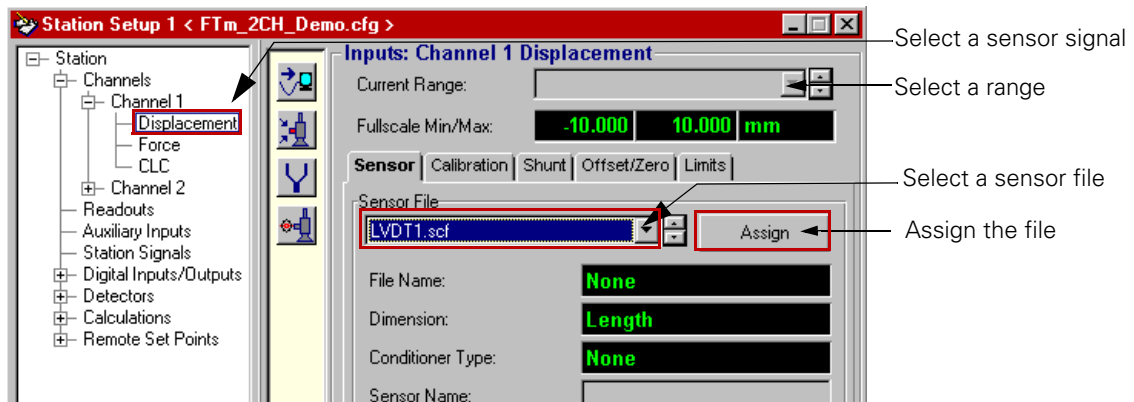 Station Setup 1 < FTm_2CH_Demo.cfg >
Station
Channels
Channel 1
Displacement
Force
CLC
Channel 2
Readouts
Auxiliary Inputs
Station Signals
Digital Inputs/Outputs
Detectors
Calculations
Remote Set Points
Inputs: Channel 1 Displacement
Current Range:
Fullscale Min/Max: -10.000 10.000 mm
Sensor Calibration Shunt Offset/Zero Limits
Sensor File
LVDT1.scf Assign
File Name: None
Dimension: Length
Conditioner Type: None
Sensor Name:
Select a sensor signal
Select a range
Select a sensor file
Assign the file